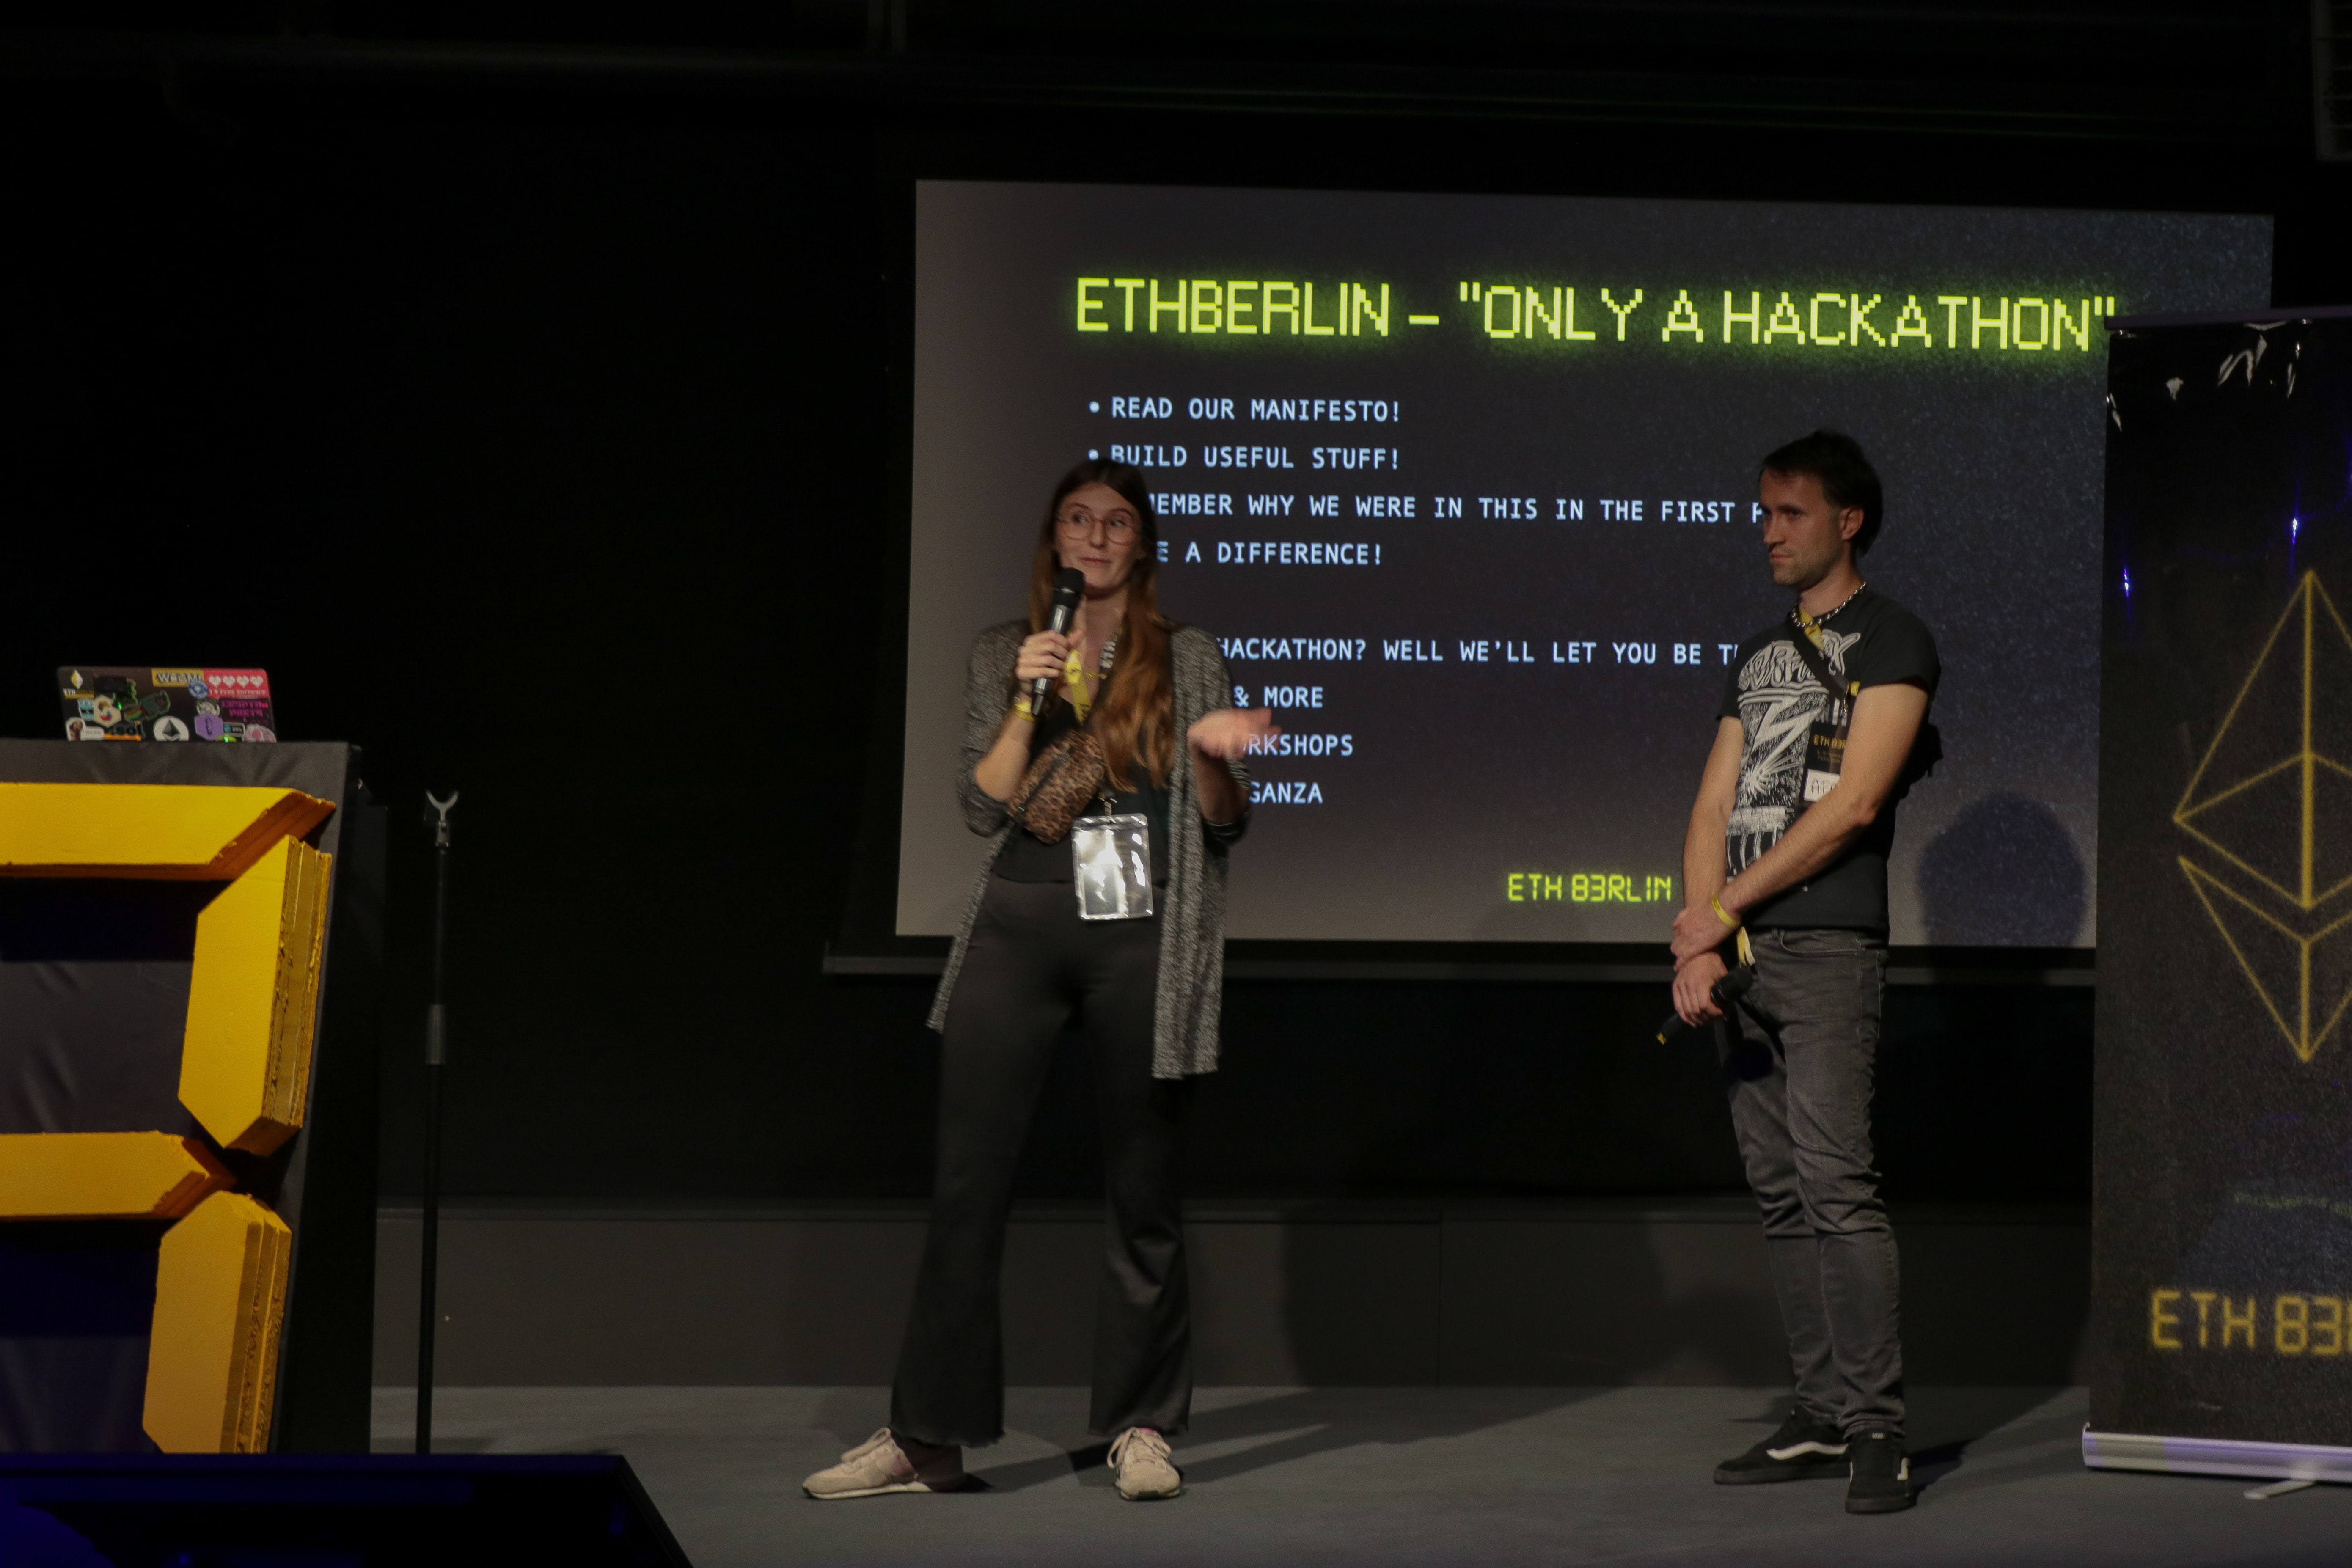 ETHBERLIN - "ONLY A HACKATHON"
• READ OUR MANIFESTO!
• BUILD USEFUL STUFF!
EMBER WHY WE WERE IN THIS IN THE FIRST
E A DIFFERENCE!
HACKATHON? WELL WE'LL LET YOU BE
& MORE
RKSHOPS
GANZA
ETH B3RLIN
ETH B3